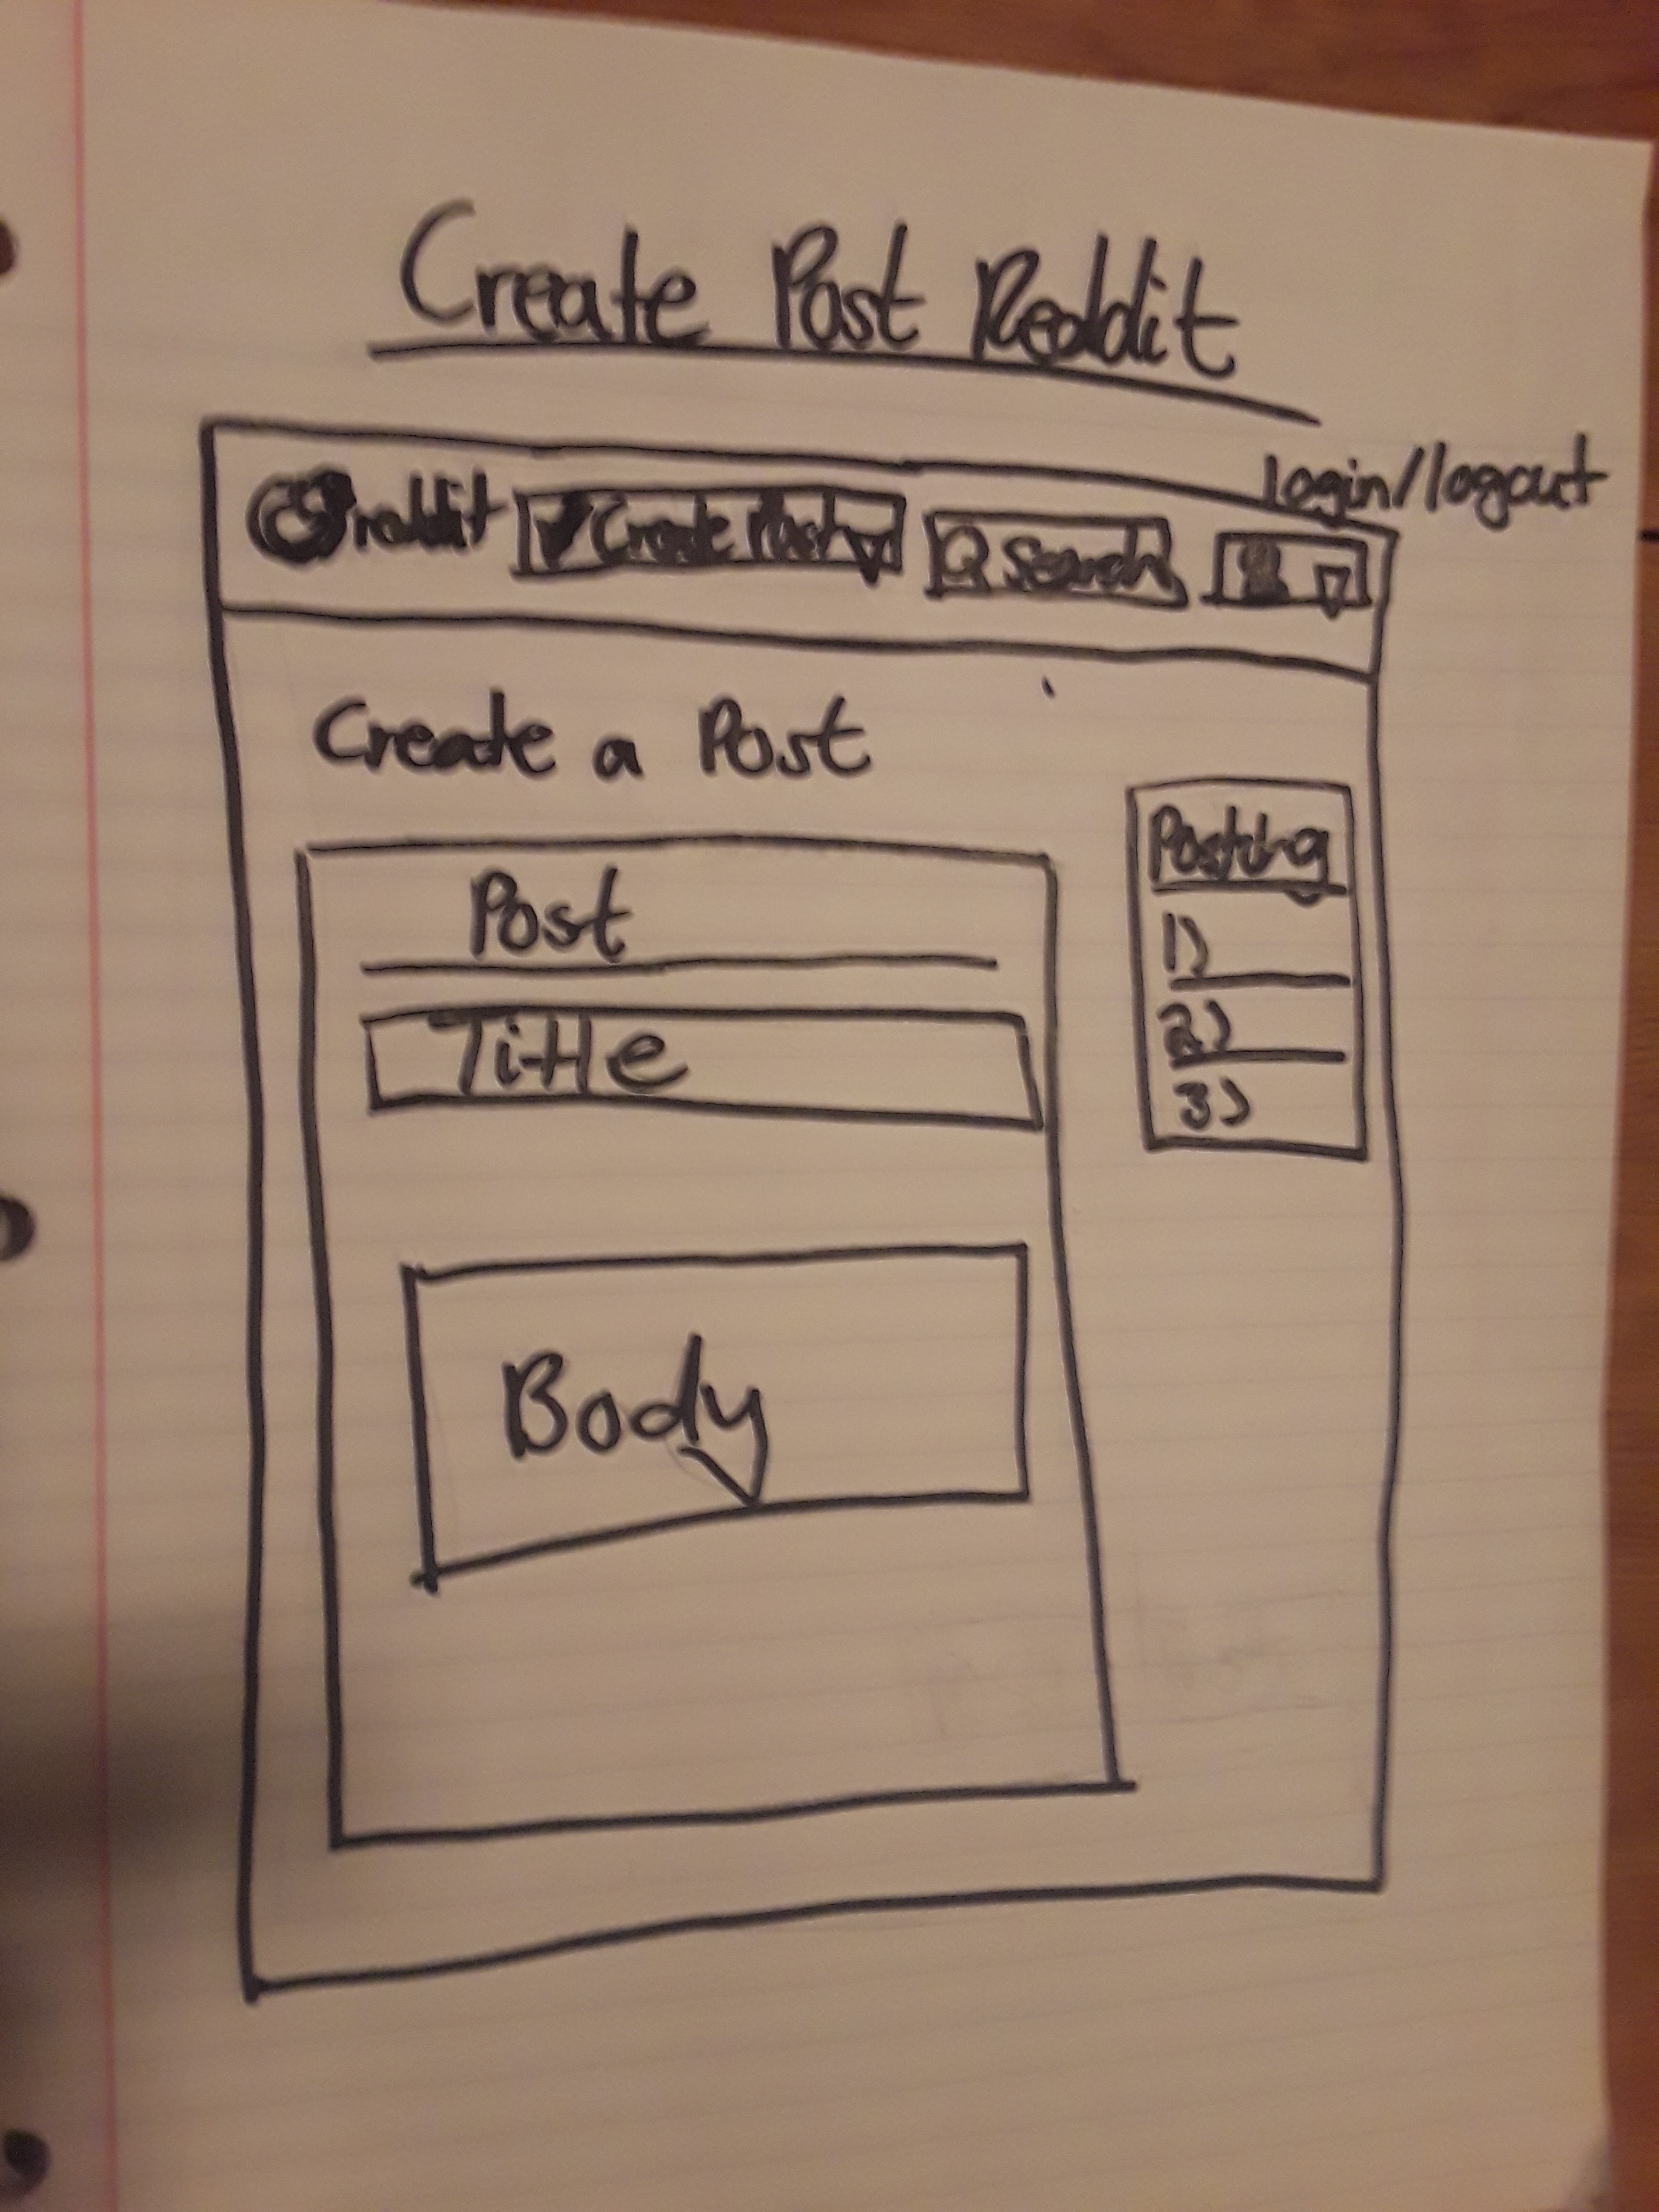 Create Post Reddit
login/logout
reddit Create Post Search
Create a Post
Posting
Post
1)
Title
2)
3)
Body